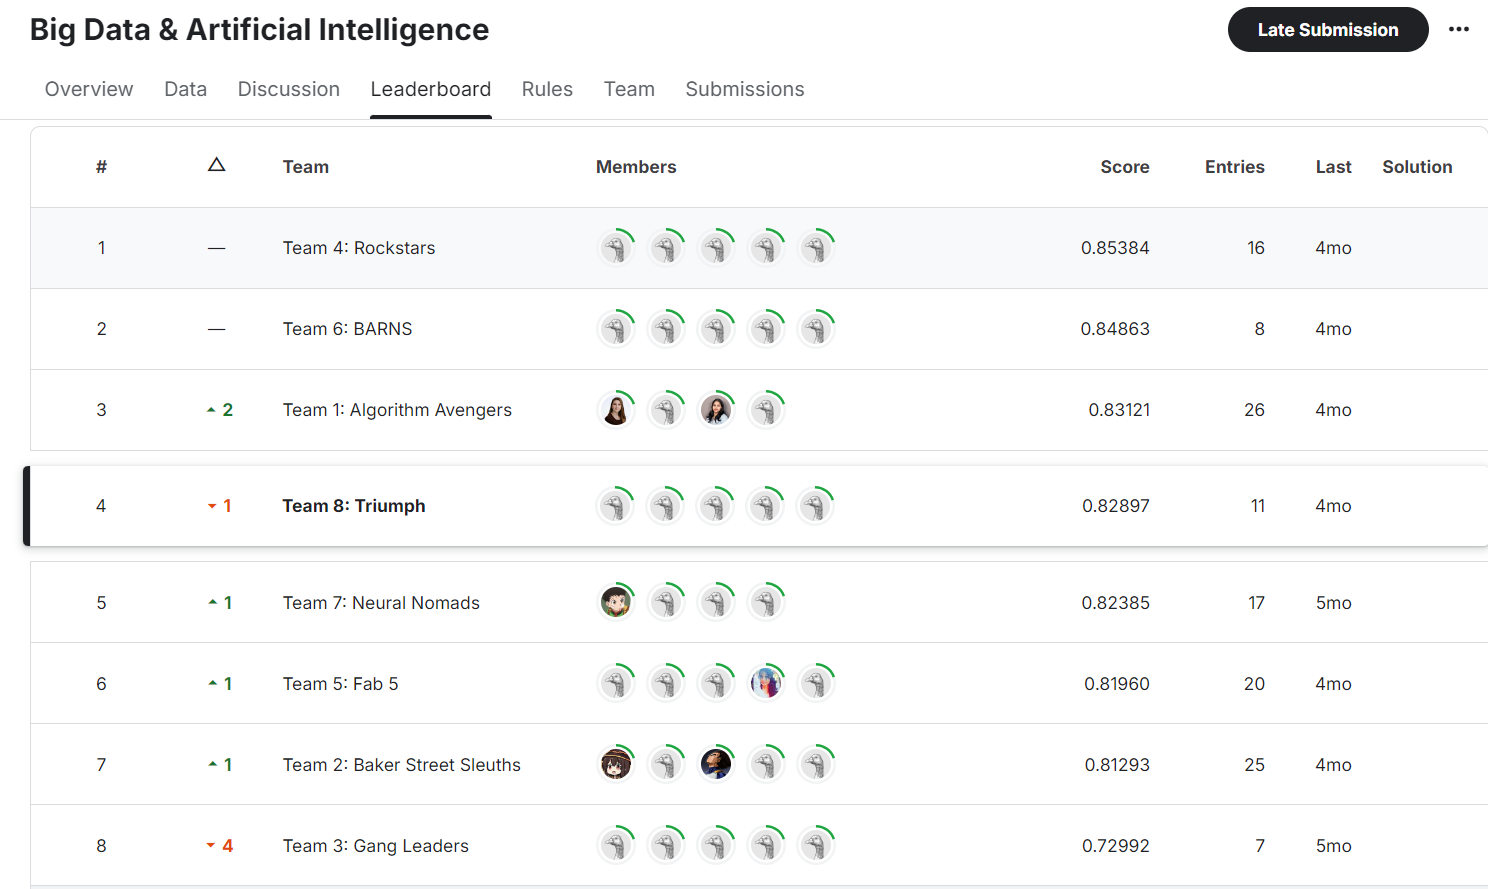 Big Data & Artificial Intelligence
Late Submission
Overview Data Discussion Leaderboard Rules Team Submissions
# △ Team Members Score Entries Last Solution
1 — Team 4: Rockstars 0.85384 16 4mo
2 — Team 6: BARNS 0.84863 8 4mo
3 2 Team 1: Algorithm Avengers 0.83121 26 4mo
4 1 Team 8: Triumph 0.82897 11 4mo
5 1 Team 7: Neural Nomads 0.82385 17 5mo
6 1 Team 5: Fab 5 0.81960 20 4mo
7 1 Team 2: Baker Street Sleuths 0.81293 25 4mo
8 4 Team 3: Gang Leaders 0.72992 7 5mo